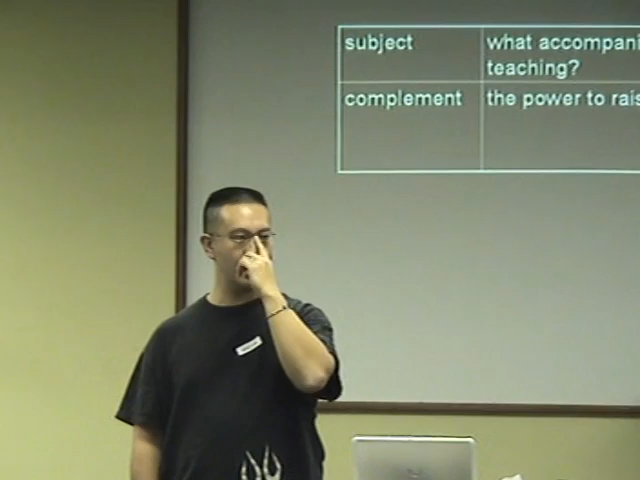 subject
what accompani
teaching?
complement
the power to rais